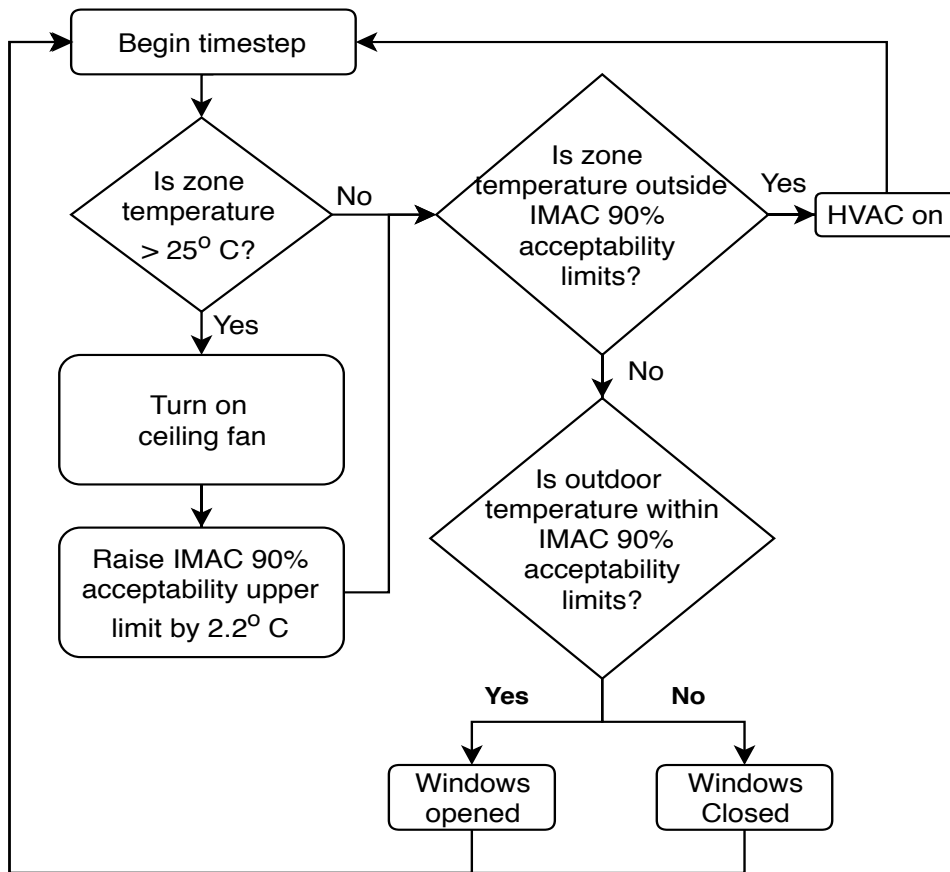 Begin timestep
Is zone
temperature
> 25º C?
No
Yes
Turn on
ceiling fan
Raise IMAC 90%
acceptability upper
limit by 2.2º C
Is zone
temperature outside
IMAC 90%
acceptability
limits?
Yes
HVAC on
No
Is outdoor
temperature within
IMAC 90%
acceptability
limits?
Yes
No
Windows
opened
Windows
Closed